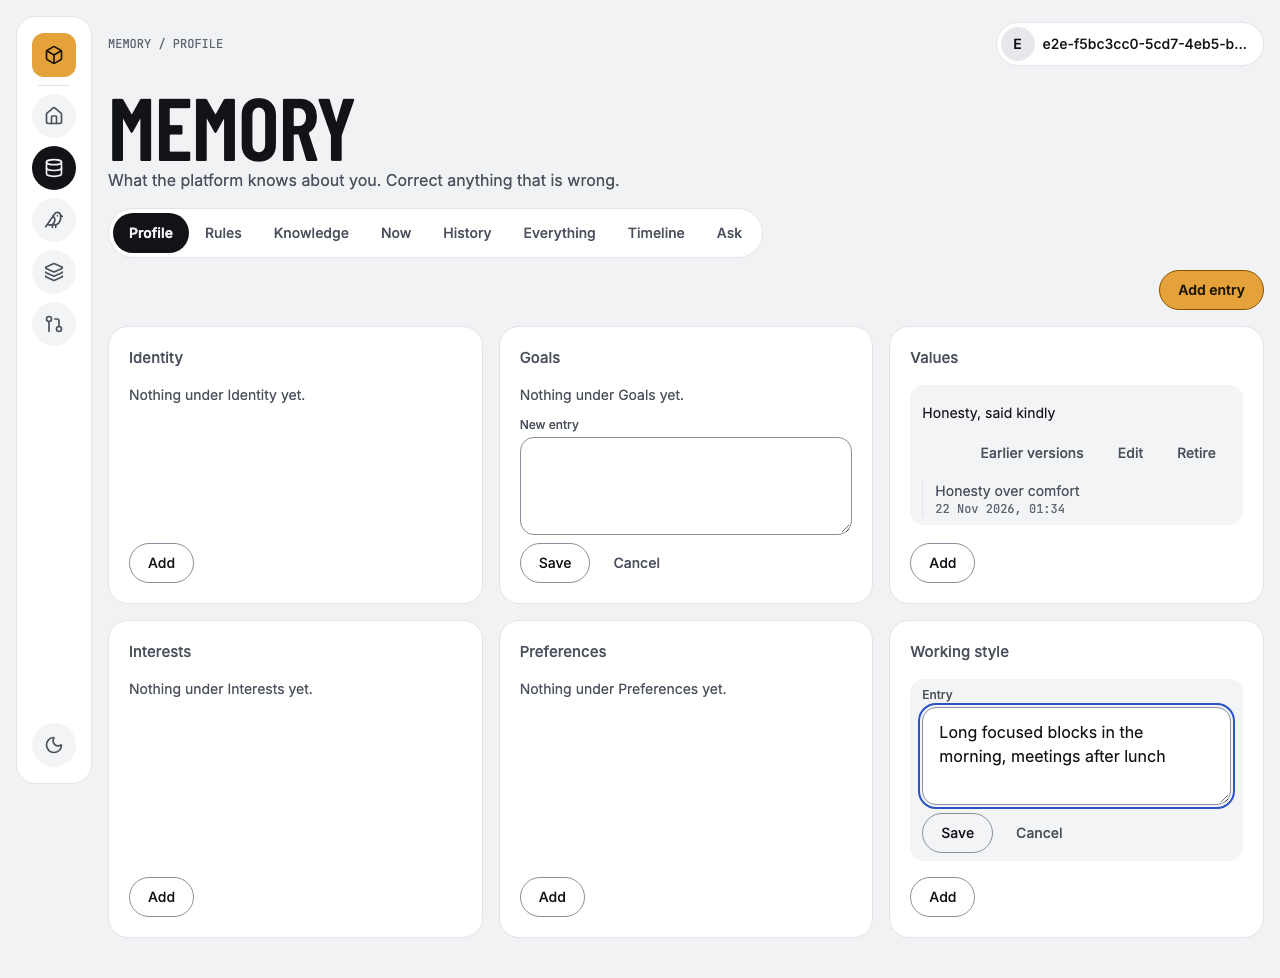 MEMORY / PROFILE
E e2e-f5bc3cc0-5cd7-4eb5-b...
MEMORY
What the platform knows about you. Correct anything that is wrong.
Profile Rules Knowledge Now History Everything Timeline Ask
Add entry
Identity
Nothing under Identity yet.
Add
Goals
Nothing under Goals yet.
New entry
Save Cancel
Values
Honesty, said kindly
Earlier versions Edit Retire
Honesty over comfort
22 Nov 2026, 01:34
Add
Interests
Nothing under Interests yet.
Add
Preferences
Nothing under Preferences yet.
Add
Working style
Entry
Long focused blocks in the
morning, meetings after lunch
Save Cancel
Add